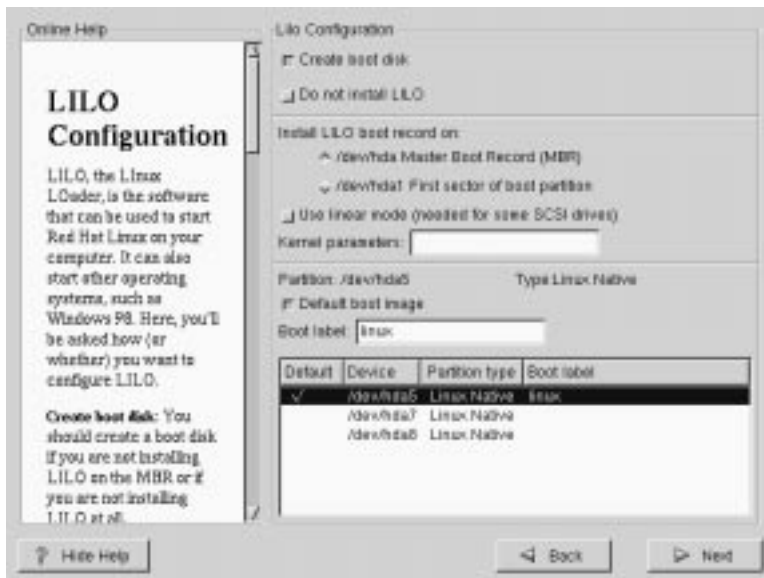 Online Help
LILO
Configuration
LILO, the LInux
LOader, is the software
that can be used to start
Red Hat Linux on your
computer. It can also
start other operating
systems, such as
Windows 98. Here, you'll
be asked how (or
whether) you want to
configure LILO.
Create boot disk: You
should create a boot disk
if you are not installing
LILO on the MBR or if
you are not installing
LILO at all.
Hide Help
Lilo Configuration
Create boot disk
Do not install LILO
Install LILO boot record on:
/dev/hda Master Boot Record (MBR)
/dev/hda1 First sector of boot partition
Use linear mode (needed for some SCSI drives)
Kernel parameters:
Partition: /dev/hda5 Type:Linux Native
Default boot image
Boot label: linux
Default Device Partition type Boot label
/dev/hda5 Linux Native linux
/dev/hda7 Linux Native
/dev/hda8 Linux Native
Back
Next